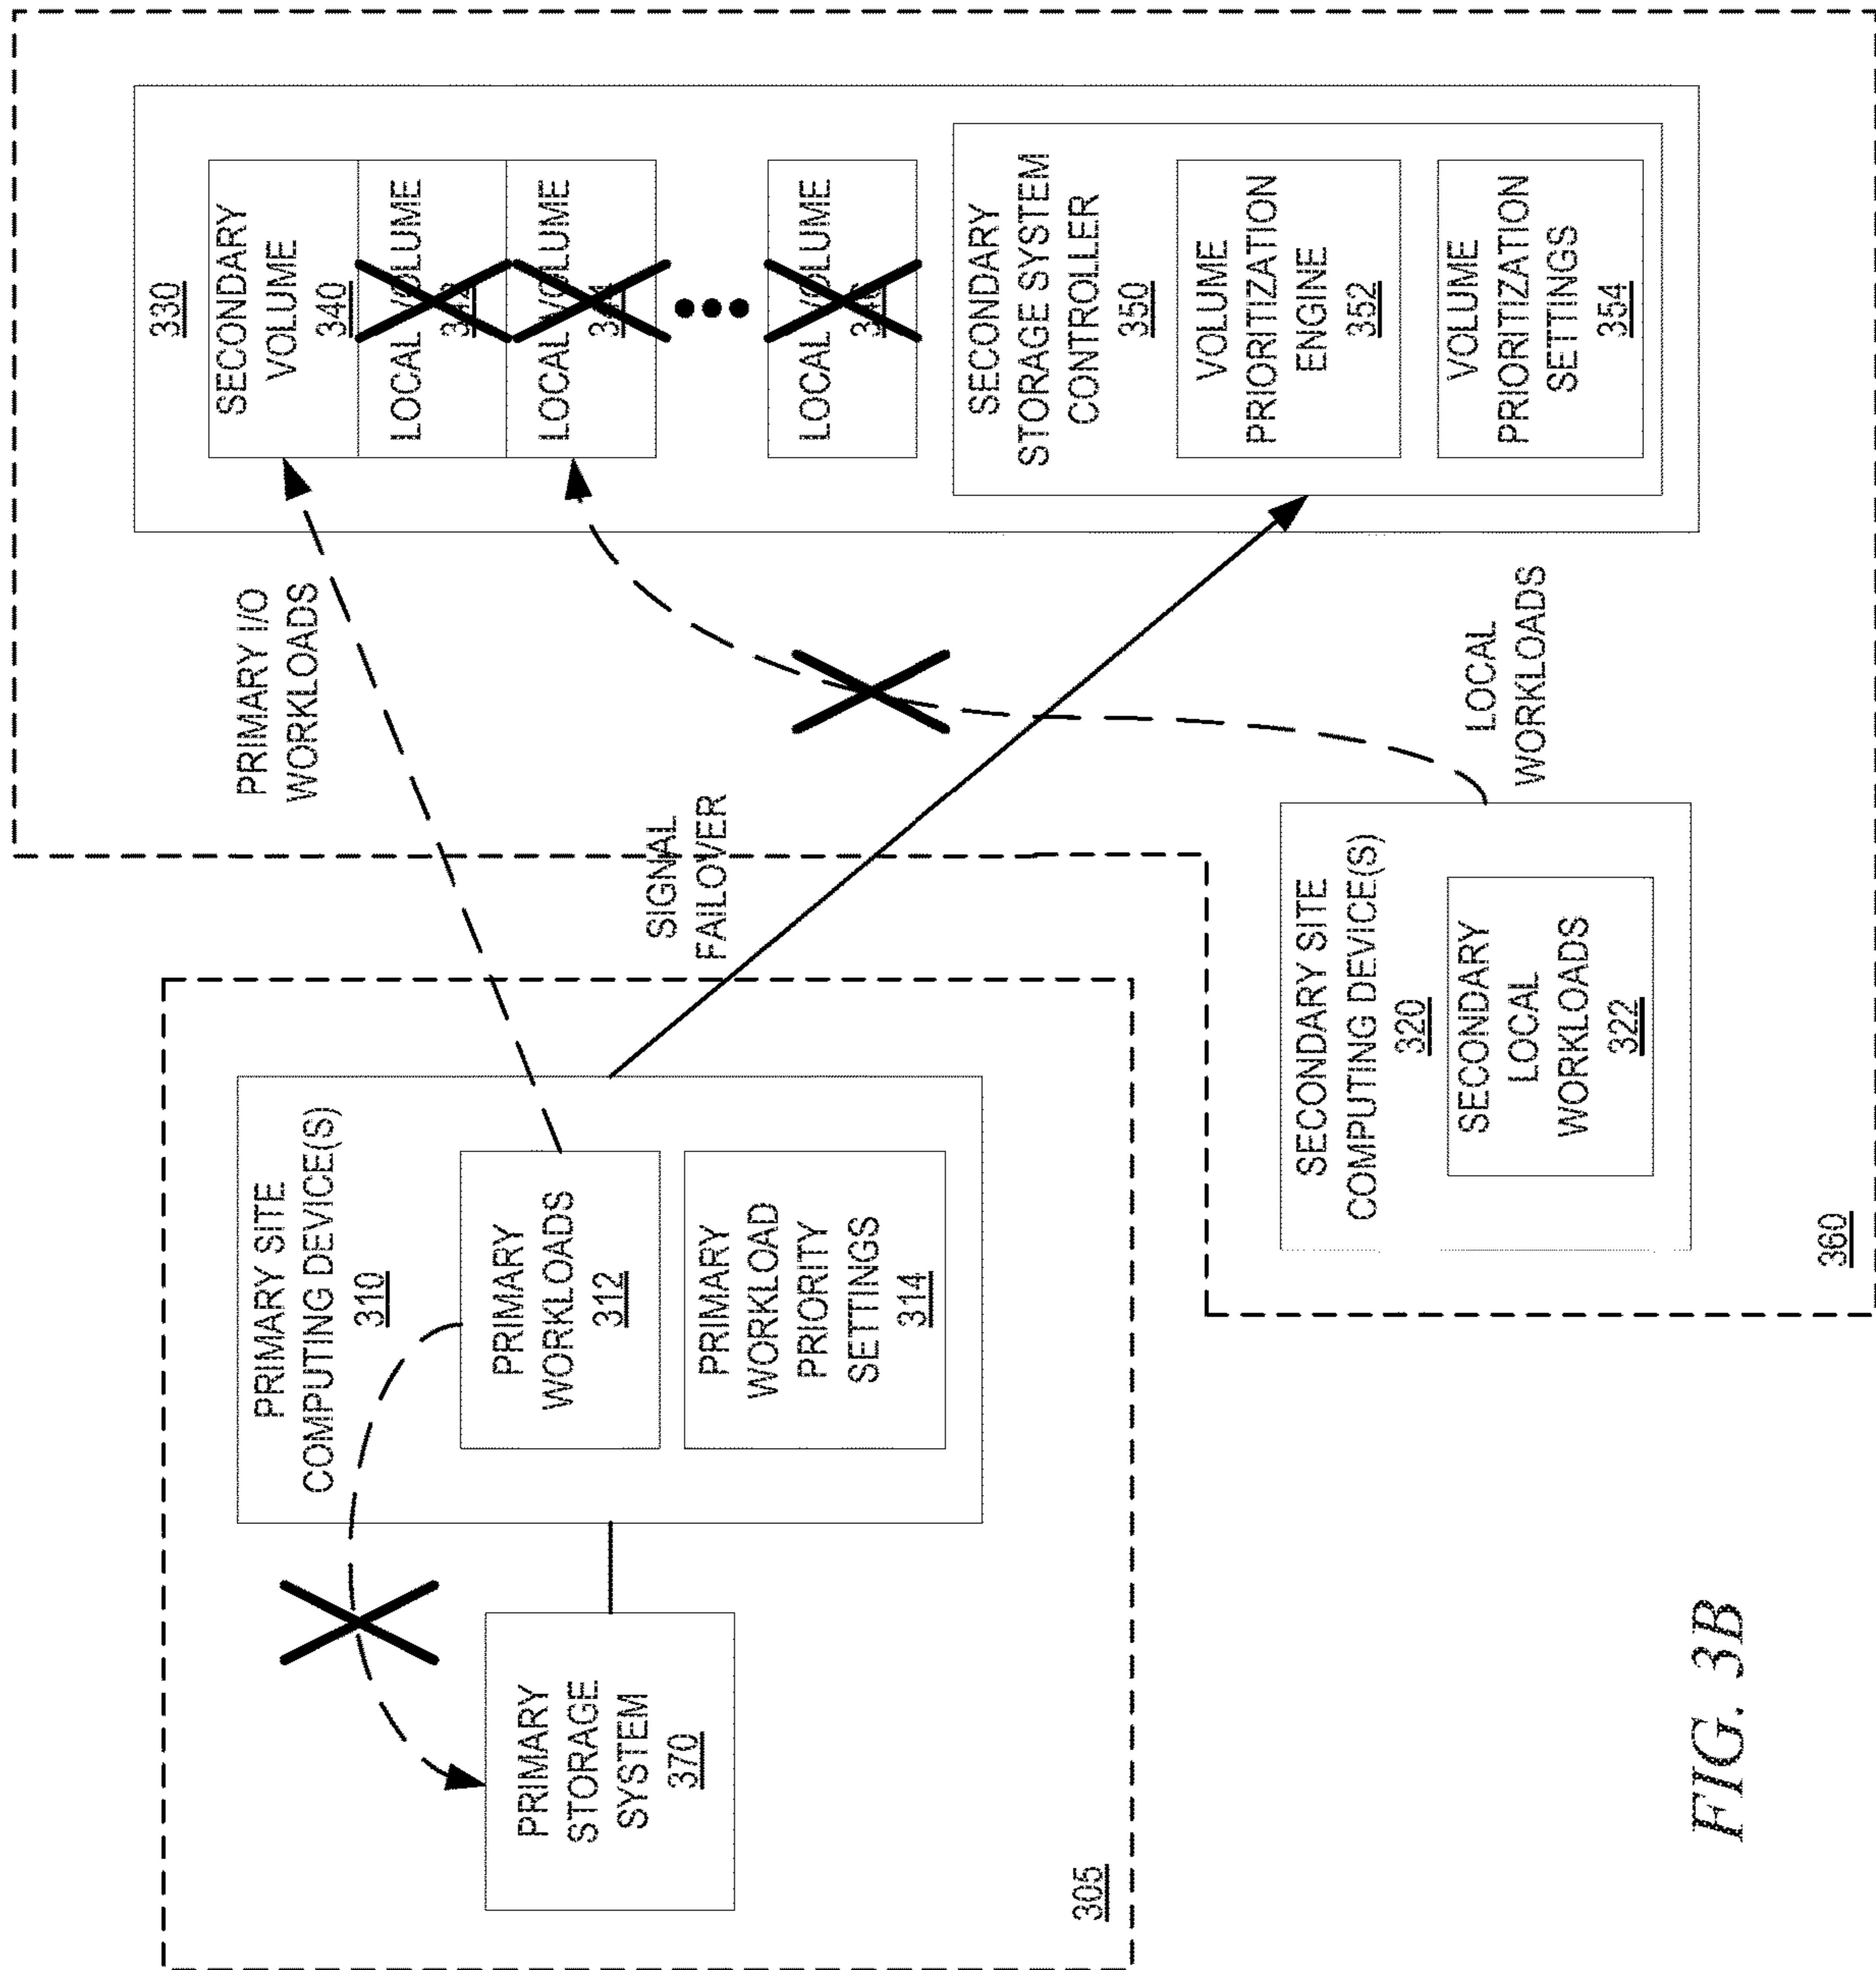 PRIMARY
STORAGE
SYSTEM
370
305
PRIMARY SITE
COMPUTING DEVICE(S)
310
PRIMARY
WORKLOADS
312
PRIMARY
WORKLOAD
PRIORITY
SETTINGS
314
PRIMARY I/O
WORKLOADS
SIGNAL
FAILOVER
330
SECONDARY
VOLUME
340
LOCAL VOLUME
LOCAL VOLUME
LOCAL VOLUME
SECONDARY
STORAGE SYSTEM
CONTROLLER
350
VOLUME
PRIORITIZATION
ENGINE
352
VOLUME
PRIORITIZATION
SETTINGS
354
LOCAL
WORKLOADS
SECONDARY SITE
COMPUTING DEVICE(S)
320
SECONDARY
LOCAL
WORKLOADS
322
360
FIG. 3B